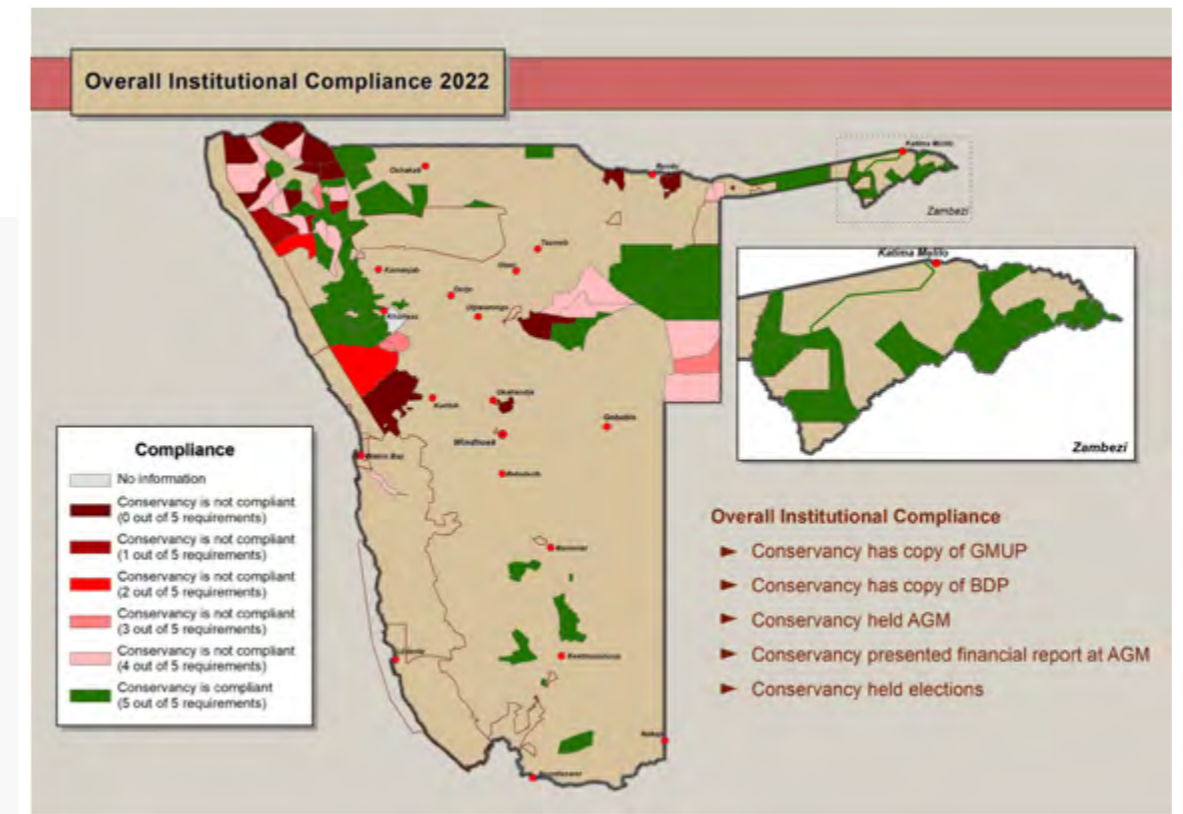 Overall Institutional Compliance 2022
Katima Mulilo
Oshakati
Zambezi
Tsumeb
Kamanjab
Outjo
Otjiwarongo
Khorixas
Katima Mulilo
Okahandja
Karibib
Gobabis
Windhoek
Zambezi
Rehoboth
Compliance
No information
Conservancy is not compliant
(0 out of 5 requirements)
Conservancy is not compliant
(1 out of 5 requirements)
Conservancy is not compliant
(2 out of 5 requirements)
Conservancy is not compliant
(3 out of 5 requirements)
Conservancy is not compliant
(4 out of 5 requirements)
Conservancy is compliant
(5 out of 5 requirements)
Overall Institutional Compliance
Conservancy has copy of GMUP
Conservancy has copy of BDP
Conservancy held AGM
Conservancy presented financial report at AGM
Conservancy held elections
Mariental
Keetmanshoop